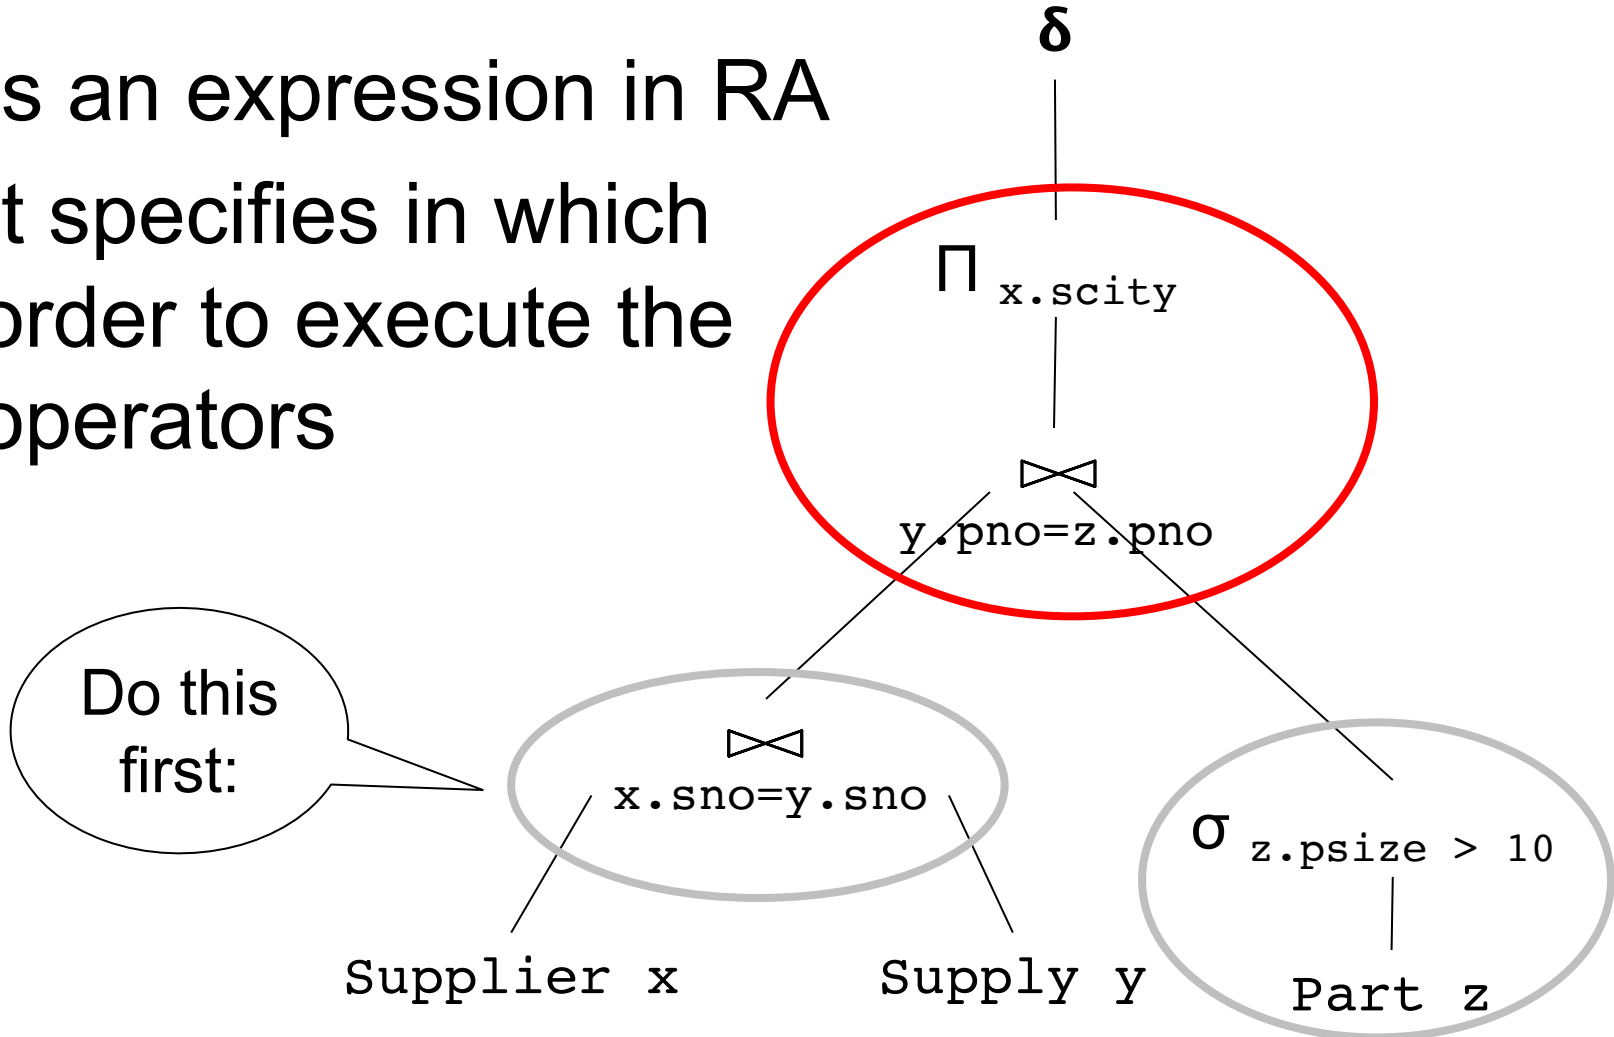 s an expression in RA
t specifies in which
order to execute the
operators
δ
Π x.scity
⋈
y.pno=z.pno
Do this
first:
⋈
x.sno=y.sno
σ z.psize > 10
Supplier x
Supply y
Part z